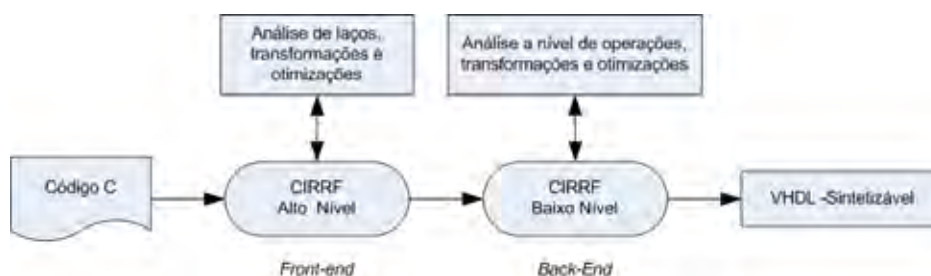 Análise de laços,
transformações e
otimizações
Análise a nível de operações,
transformações e otimizações
Código C
CIRRF
Alto Nível
CIRRF
Baixo Nível
VHDL -Sintetizável
Front-end
Back-End